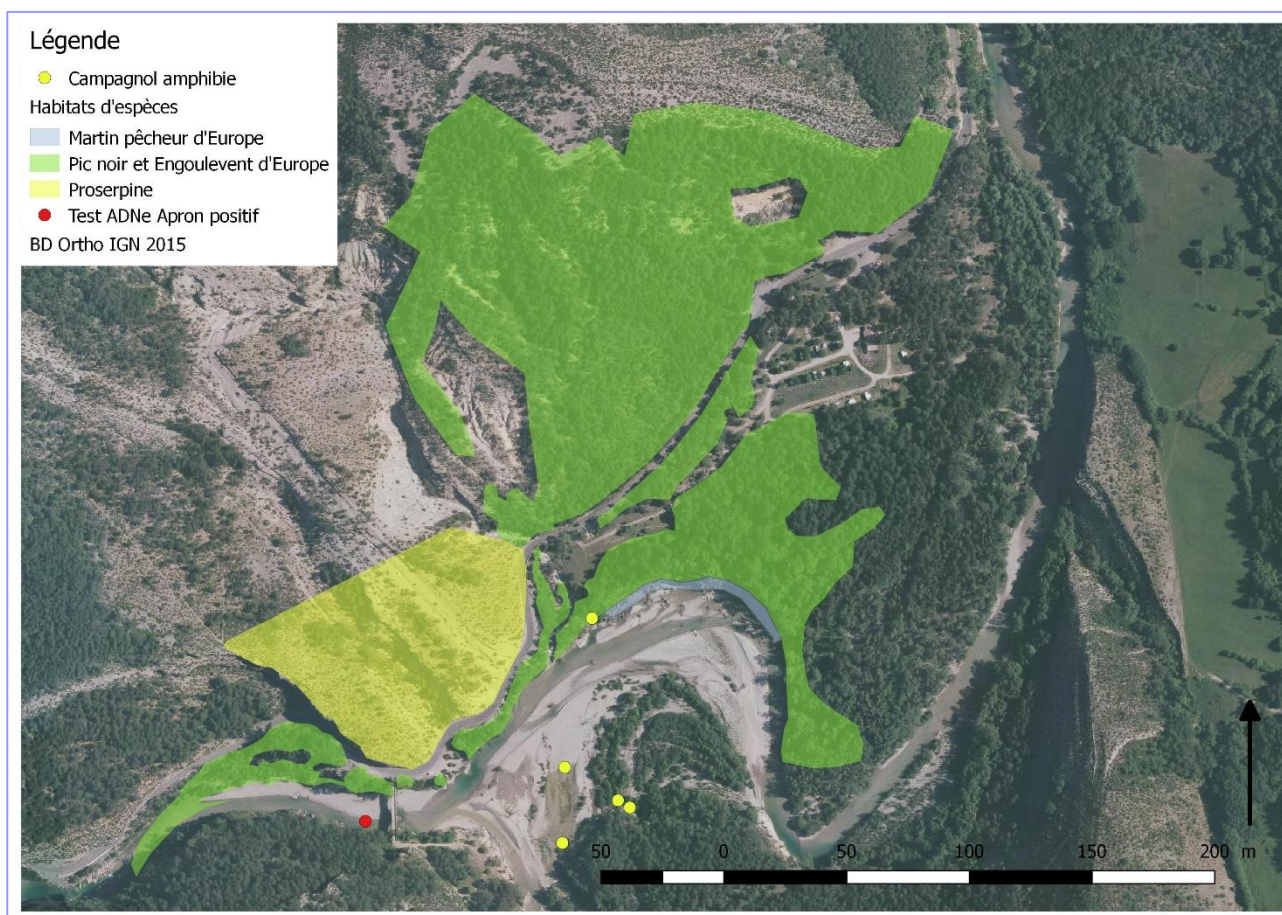 Légende
Campagnol amphibie
Habitats d'espèces
Martin pêcheur d'Europe
Pic noir et Engoulevent d'Europe
Proserpine
Test ADNe Apron positif
BD Ortho IGN 2015
50 0 50 100 150 200 m